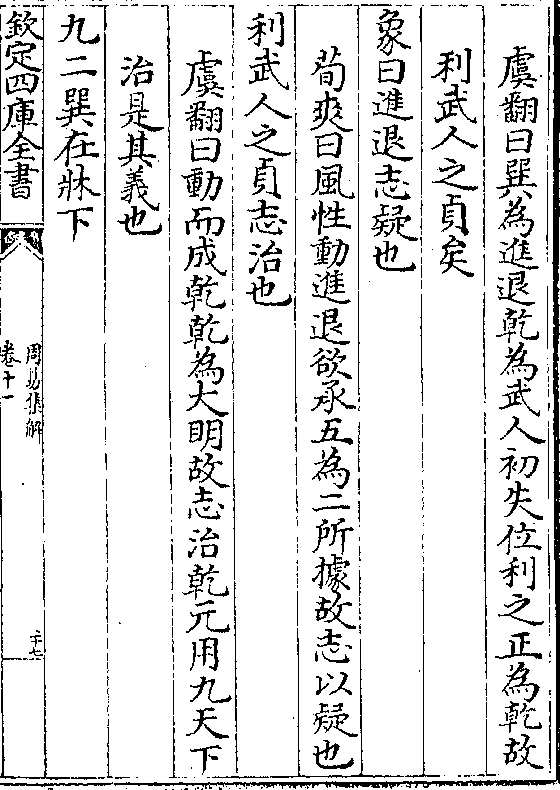 虞翻曰巽為進退乾為武人初失位利之正為乾故
利武人之貞矣
象曰進退志疑也
荀爽曰風性動進退欲承五為二所據故志以疑也
利武人之貞志治也
虞翻曰動而成乾乾為大明故志治乾元用九天下
治是其義也
九二巽在牀下
欽定四庫全書
周易集解
卷十一
二十七